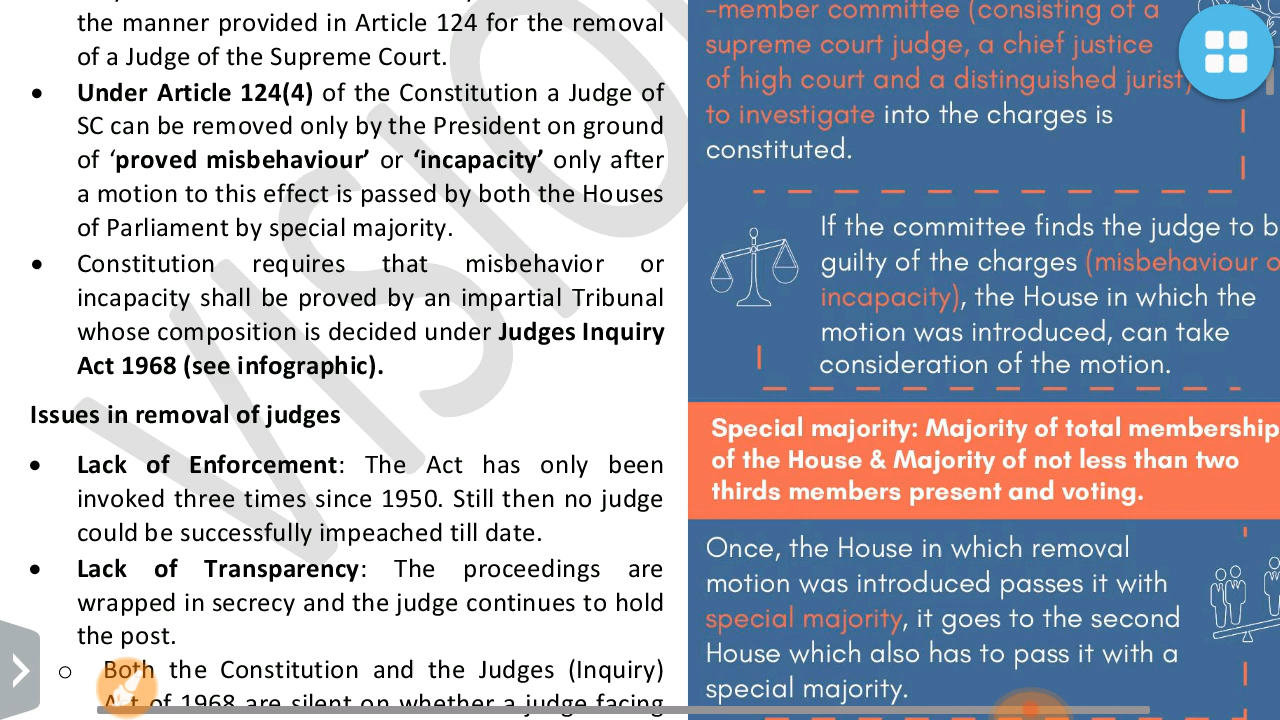 the manner provided in Article 124 for the removal
of a Judge of the Supreme Court.
• Under Article 124(4) of the Constitution a Judge of
SC can be removed only by the President on ground
of ‘proved misbehaviour’ or ‘incapacity’ only after
a motion to this effect is passed by both the Houses
of Parliament by special majority.
• Constitution requires that misbehavior or
incapacity shall be proved by an impartial Tribunal
whose composition is decided under Judges Inquiry
Act 1968 (see infographic).
Issues in removal of judges
• Lack of Enforcement: The Act has only been
invoked three times since 1950. Still then no judge
could be successfully impeached till date.
• Lack of Transparency: The proceedings are
wrapped in secrecy and the judge continues to hold
the post.
o Both the Constitution and the Judges (Inquiry)
Act of 1968 are silent on whether a judge facing
-member committee (consisting of a
supreme court judge, a chief justice
of high court and a distinguished jurist)
to investigate into the charges is
constituted.
If the committee finds the judge to b
guilty of the charges (misbehaviour o
incapacity), the House in which the
motion was introduced, can take
consideration of the motion.
Special majority: Majority of total membership
of the House & Majority of not less than two
thirds members present and voting.
Once, the House in which removal
motion was introduced passes it with
special majority, it goes to the second
House which also has to pass it with a
special majority.
VISIO